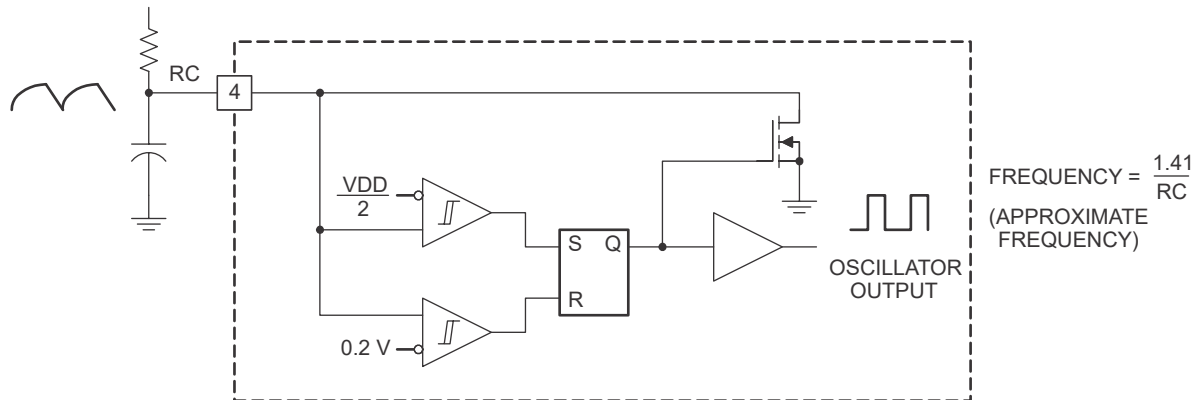 RC
4
VDD
2
0.2 V
S Q
R
OSCILLATOR
OUTPUT
FREQUENCY = 1.41
RC
(APPROXIMATE
FREQUENCY)